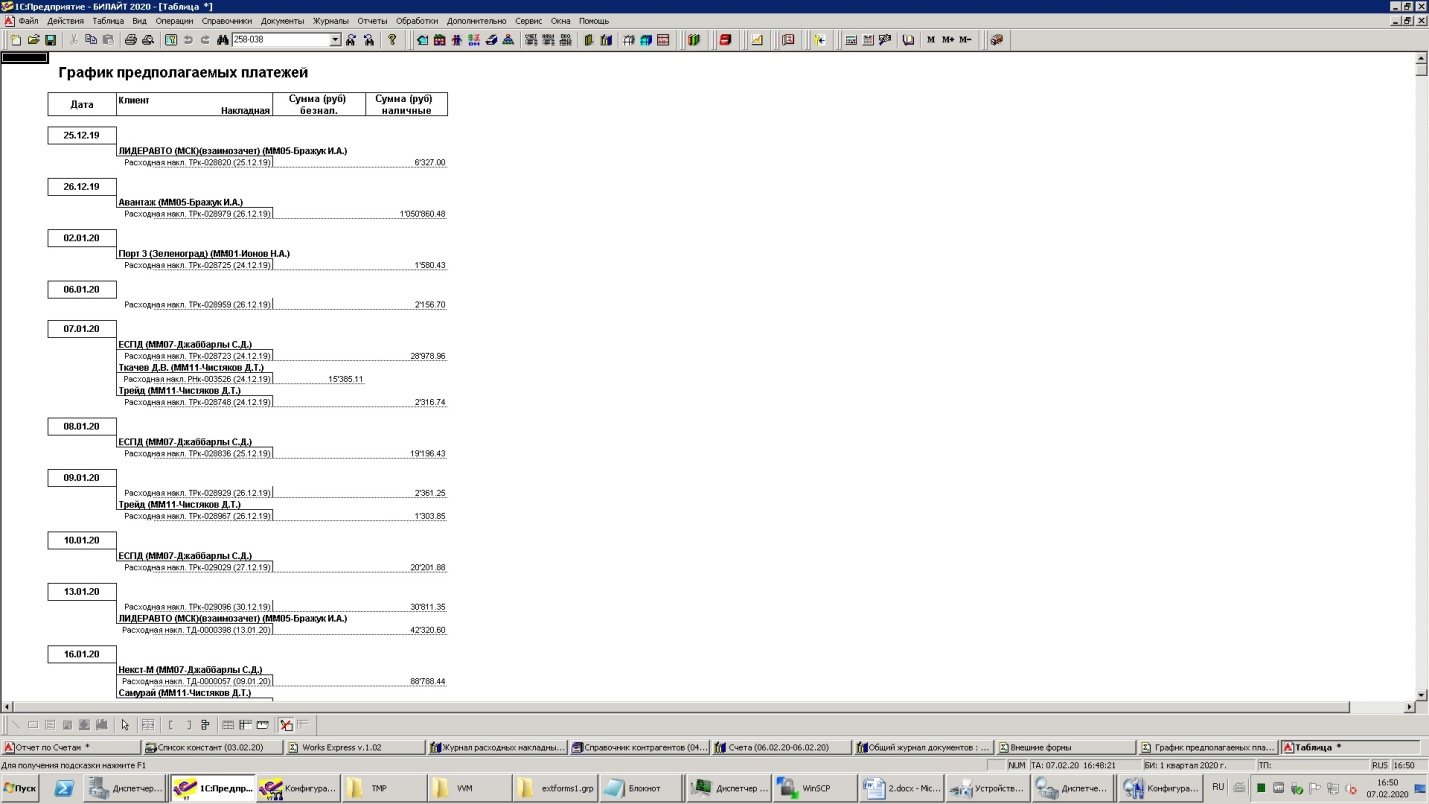 1С:Предприятие - БИЛАЙТ 2020 - [Таблица *]
Файл Действия Таблица Вид Операции Справочники Документы Журналы Отчеты Обработки Дополнительно Сервис Окна Помощь
258-038 M M+ M-
График предполагаемых платежей
Дата Клиент Накладная Сумма (руб) безнал. Сумма (руб) наличные
25.12.19
ЛИДЕРАВТО (МСК)(взаимозачет) (ММ05-Бражук И.А.)
Расходная накл. ТРк-028820 (25.12.19) 6'327.00
26.12.19
Авантаж (ММ05-Бражук И.А.)
Расходная накл. ТРк-028979 (26.12.19) 1'050'860.48
02.01.20
Порт 3 (Зеленоград) (ММ01-Ионов Н.А.)
Расходная накл. ТРк-028725 (24.12.19) 1'580.43
06.01.20
Расходная накл. ТРк-028959 (26.12.19) 2'156.70
07.01.20
ЕСПД (ММ07-Джаббарлы С.Д.)
Расходная накл. ТРк-028723 (24.12.19) 28'978.96
Ткачев Д.В. (ММ11-Чистяков Д.Т.)
Расходная накл. РНк-003526 (24.12.19) 15'385.11
Трейд (ММ11-Чистяков Д.Т.)
Расходная накл. ТРк-028748 (24.12.19) 2'316.74
08.01.20
ЕСПД (ММ07-Джаббарлы С.Д.)
Расходная накл. ТРк-028836 (25.12.19) 19'196.43
09.01.20
Расходная накл. ТРк-028929 (26.12.19) 2'361.25
Трейд (ММ11-Чистяков Д.Т.)
Расходная накл. ТРк-028967 (26.12.19) 1'303.85
10.01.20
ЕСПД (ММ07-Джаббарлы С.Д.)
Расходная накл. ТРк-029029 (27.12.19) 20'201.88
13.01.20
Расходная накл. ТРк-029096 (30.12.19) 30'811.35
ЛИДЕРАВТО (МСК)(взаимозачет) (ММ05-Бражук И.А.)
Расходная накл. ТД-0000398 (13.01.20) 42'320.60
16.01.20
Некст-М (ММ07-Джаббарлы С.Д.)
Расходная накл. ТД-0000057 (09.01.20) 88'788.44
Самурай (ММ11-Чистяков Д.Т.)
Отчет по Счетам * Список констант (03.02.20) Works Express v.1.02 Журнал расходных накладны... Справочник контрагентов (04... Счета (06.02.20-06.02.20) Общий журнал документов : ... Внешние формы График предполагаемых пла... Таблица *
Для получения подсказки нажмите F1 NUM ТА: 07.02.20 16:48:21 БИ: 1 квартал 2020 г. ТП: RUS 16:50
Пуск Диспетчер... 1С:Предпр... Конфигура... TMP VVM extforms1.grp Блокнот Диспетчер ... WinSCP 2.docx - Mic... Устройств... Диспетче... Конфигура... RU 16:50
07.02.2020